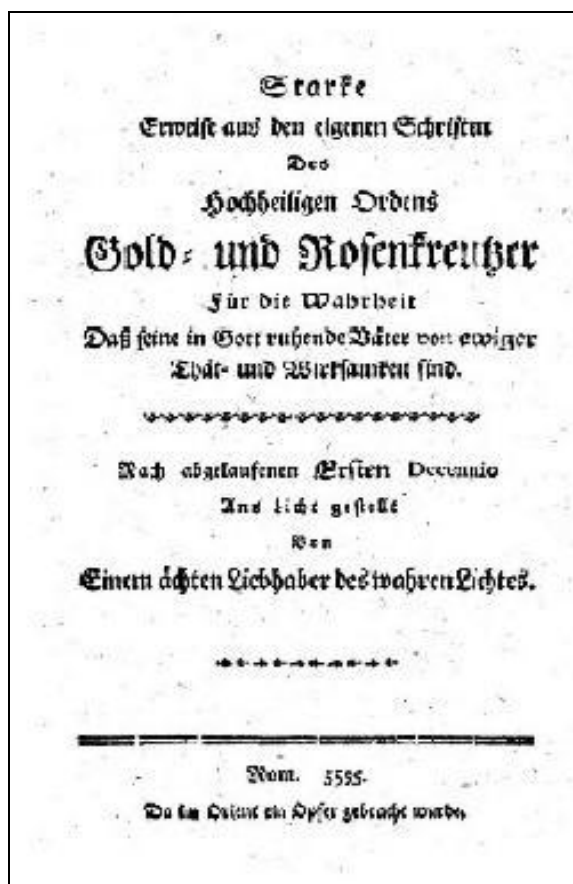 Starke
Erweise aus den eigenen Schriften
Des
Hochheiligen Ordens
Gold- und Rosenkreutzer
Für die Wahrheit
Daß seine in Gott ruhende Väter von ewiger
Thät- und Wirksamkeit sind.
Nach abgelaufenen Ersten Decennio
Ans Licht gestellt
Von
Einem ächten Liebhaber des wahren Lichtes.
Rom. 5555.
Da im Orient ein Opfer gebracht wurde.